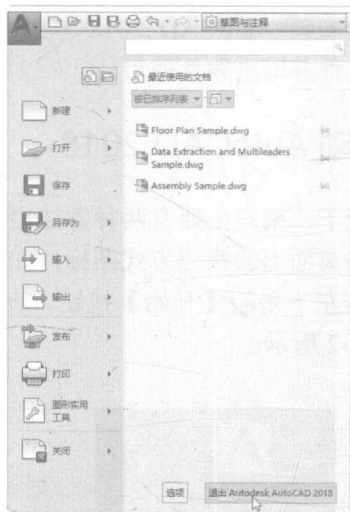 草图与注释
最近使用的文档
按已排序列表
新建
Floor Plan Sample.dwg
打开
Data Extraction and Multileaders
Sample.dwg
保存
Assembly Sample.dwg
另存为
输入
输出
发布
打印
图形实用
工具
关闭
选项
退出 Autodesk AutoCAD 2018